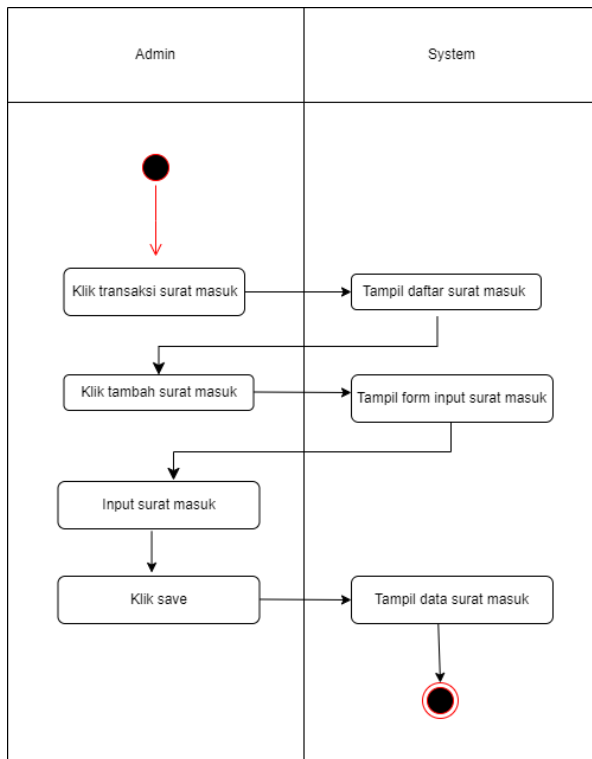 Admin
System
Klik transaksi surat masuk
Tampil daftar surat masuk
Klik tambah surat masuk
Tampil form input surat masuk
Input surat masuk
Klik save
Tampil data surat masuk